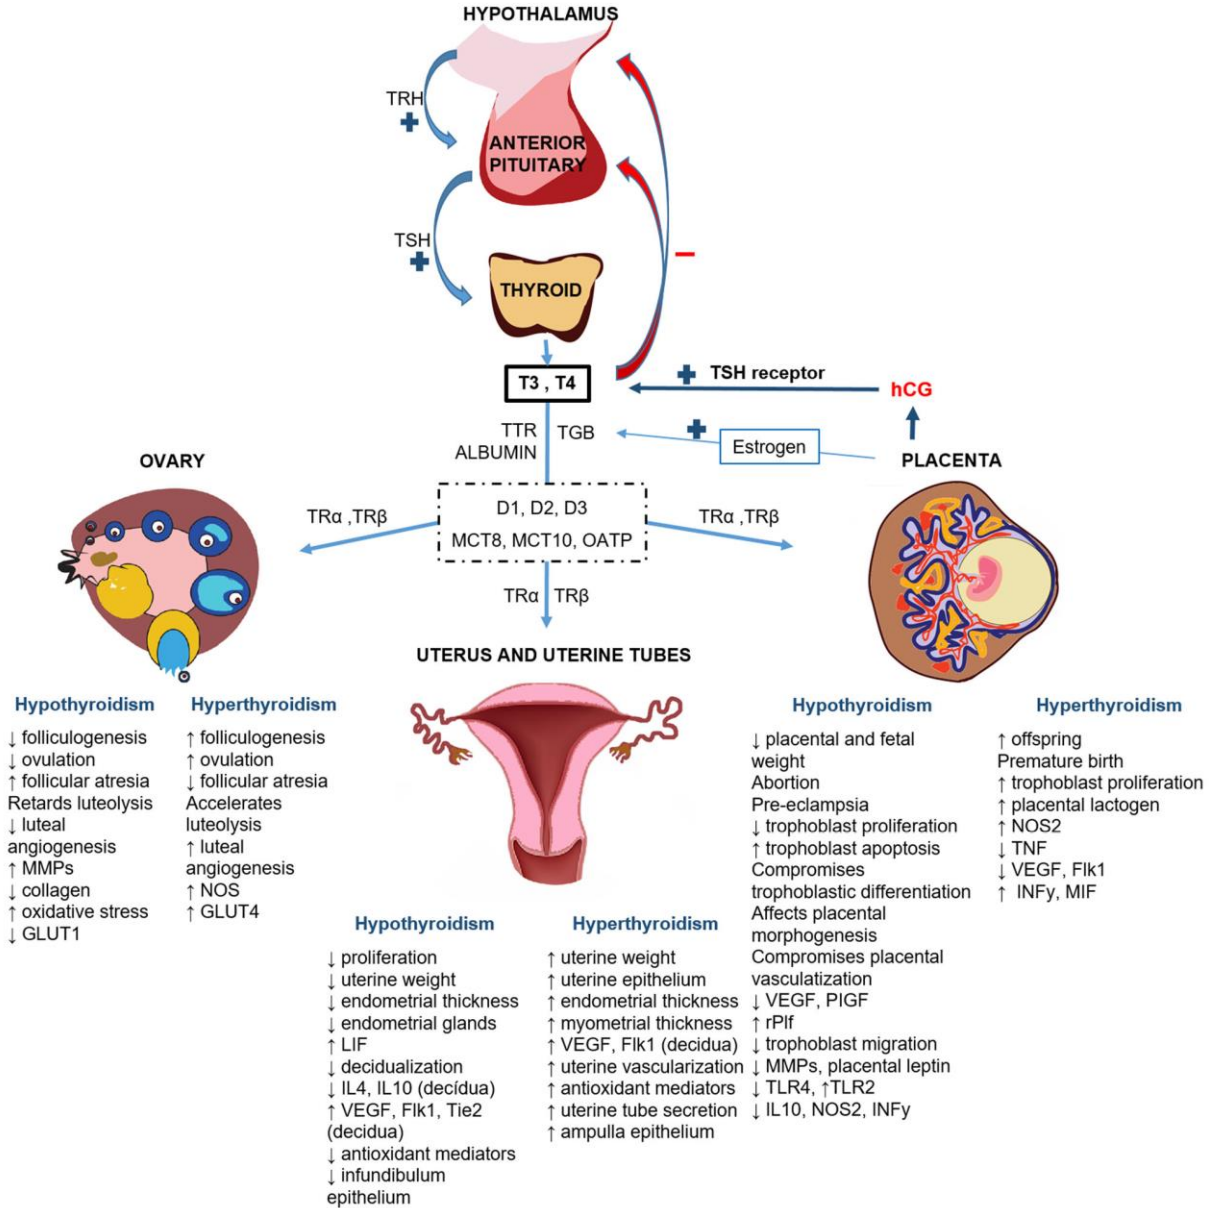 HYPOTHALAMUS
TRH
ANTERIOR
PITUITARY
TSH
THYROID
T3 , T4
TSH receptor
hCG
TTR
ALBUMIN
TGB
Estrogen
OVARY
PLACENTA
D1, D2, D3
MCT8, MCT10, OATP
TRα ,TRβ
TRα ,TRβ
TRα
TRβ
UTERUS AND UTERINE TUBES
Hypothyroidism
↓ folliculogenesis
↓ ovulation
↑ follicular atresia
Retards luteolysis
↓ luteal
angiogenesis
↑ MMPs
↓ collagen
↑ oxidative stress
↓ GLUT1
Hyperthyroidism
↑ folliculogenesis
↑ ovulation
↓ follicular atresia
Accelerates
luteolysis
↑ luteal
angiogenesis
↑ NOS
↑ GLUT4
Hypothyroidism
↓ proliferation
↓ uterine weight
↓ endometrial thickness
↓ endometrial glands
↑ LIF
↓ decidualization
↓ IL4, IL10 (decídua)
↑ VEGF, Flk1, Tie2
(decidua)
↓ antioxidant mediators
↓ infundibulum
epithelium
Hyperthyroidism
↑ uterine weight
↑ uterine epithelium
↑ endometrial thickness
↑ myometrial thickness
↑ VEGF, Flk1 (decidua)
↑ uterine vascularization
↑ antioxidant mediators
↑ uterine tube secretion
↑ ampulla epithelium
Hypothyroidism
↓ placental and fetal
weight
Abortion
Pre-eclampsia
↓ trophoblast proliferation
↑ trophoblast apoptosis
Compromises
trophoblastic differentiation
Affects placental
morphogenesis
Compromises placental
vasculatization
↓ VEGF, PIGF
↑ rPlf
↓ trophoblast migration
↓ MMPs, placental leptin
↓ TLR4, ↑TLR2
↓ IL10, NOS2, INFy
Hyperthyroidism
↑ offspring
Premature birth
↑ trophoblast proliferation
↑ placental lactogen
↑ NOS2
↓ TNF
↓ VEGF, Flk1
↑ INFy, MIF